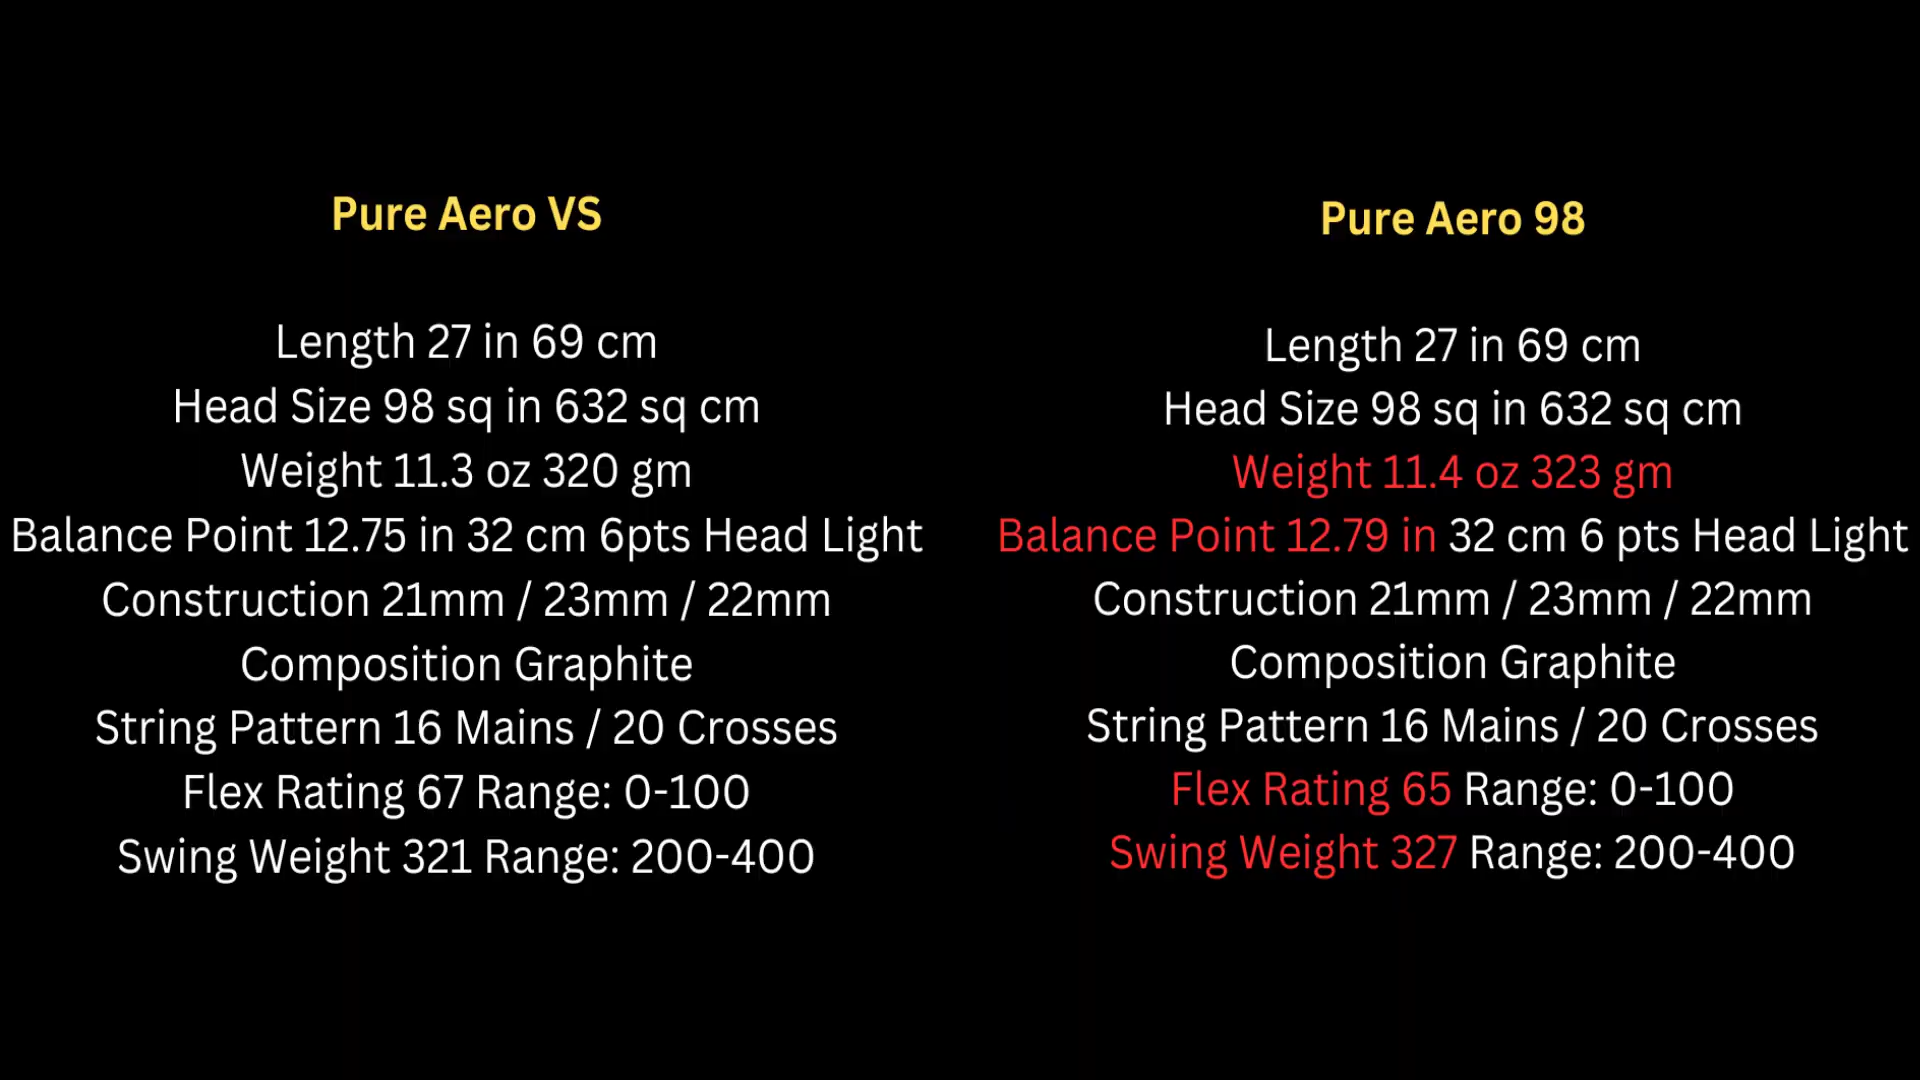 Pure Aero VS
Length 27 in 69 cm
Head Size 98 sq in 632 sq cm
Weight 11.3 oz 320 gm
Balance Point 12.75 in 32 cm 6pts Head Light
Construction 21mm / 23mm / 22mm
Composition Graphite
String Pattern 16 Mains / 20 Crosses
Flex Rating 67 Range: 0-100
Swing Weight 321 Range: 200-400
Pure Aero 98
Length 27 in 69 cm
Head Size 98 sq in 632 sq cm
Weight 11.4 oz 323 gm
Balance Point 12.79 in 32 cm 6 pts Head Light
Construction 21mm / 23mm / 22mm
Composition Graphite
String Pattern 16 Mains / 20 Crosses
Flex Rating 65 Range: 0-100
Swing Weight 327 Range: 200-400